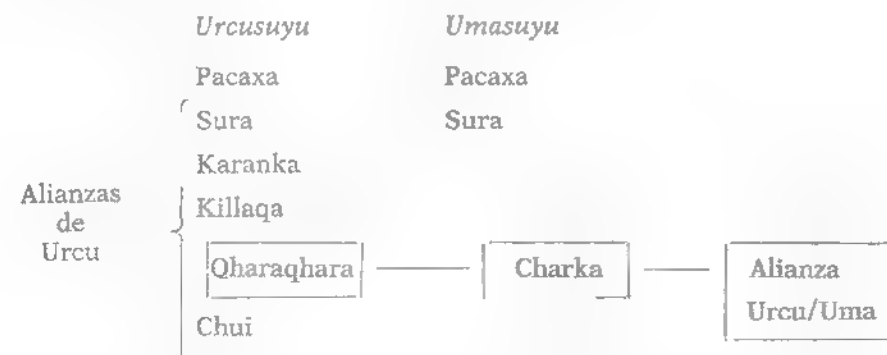 Urcusuyu Umasuyu
Pacaxa Pacaxa
Sura Sura
Karanka
Alianzas
de
Urcu
Killaqa
Qharaqhara Charka Alianza
Urcu/Uma
Chui